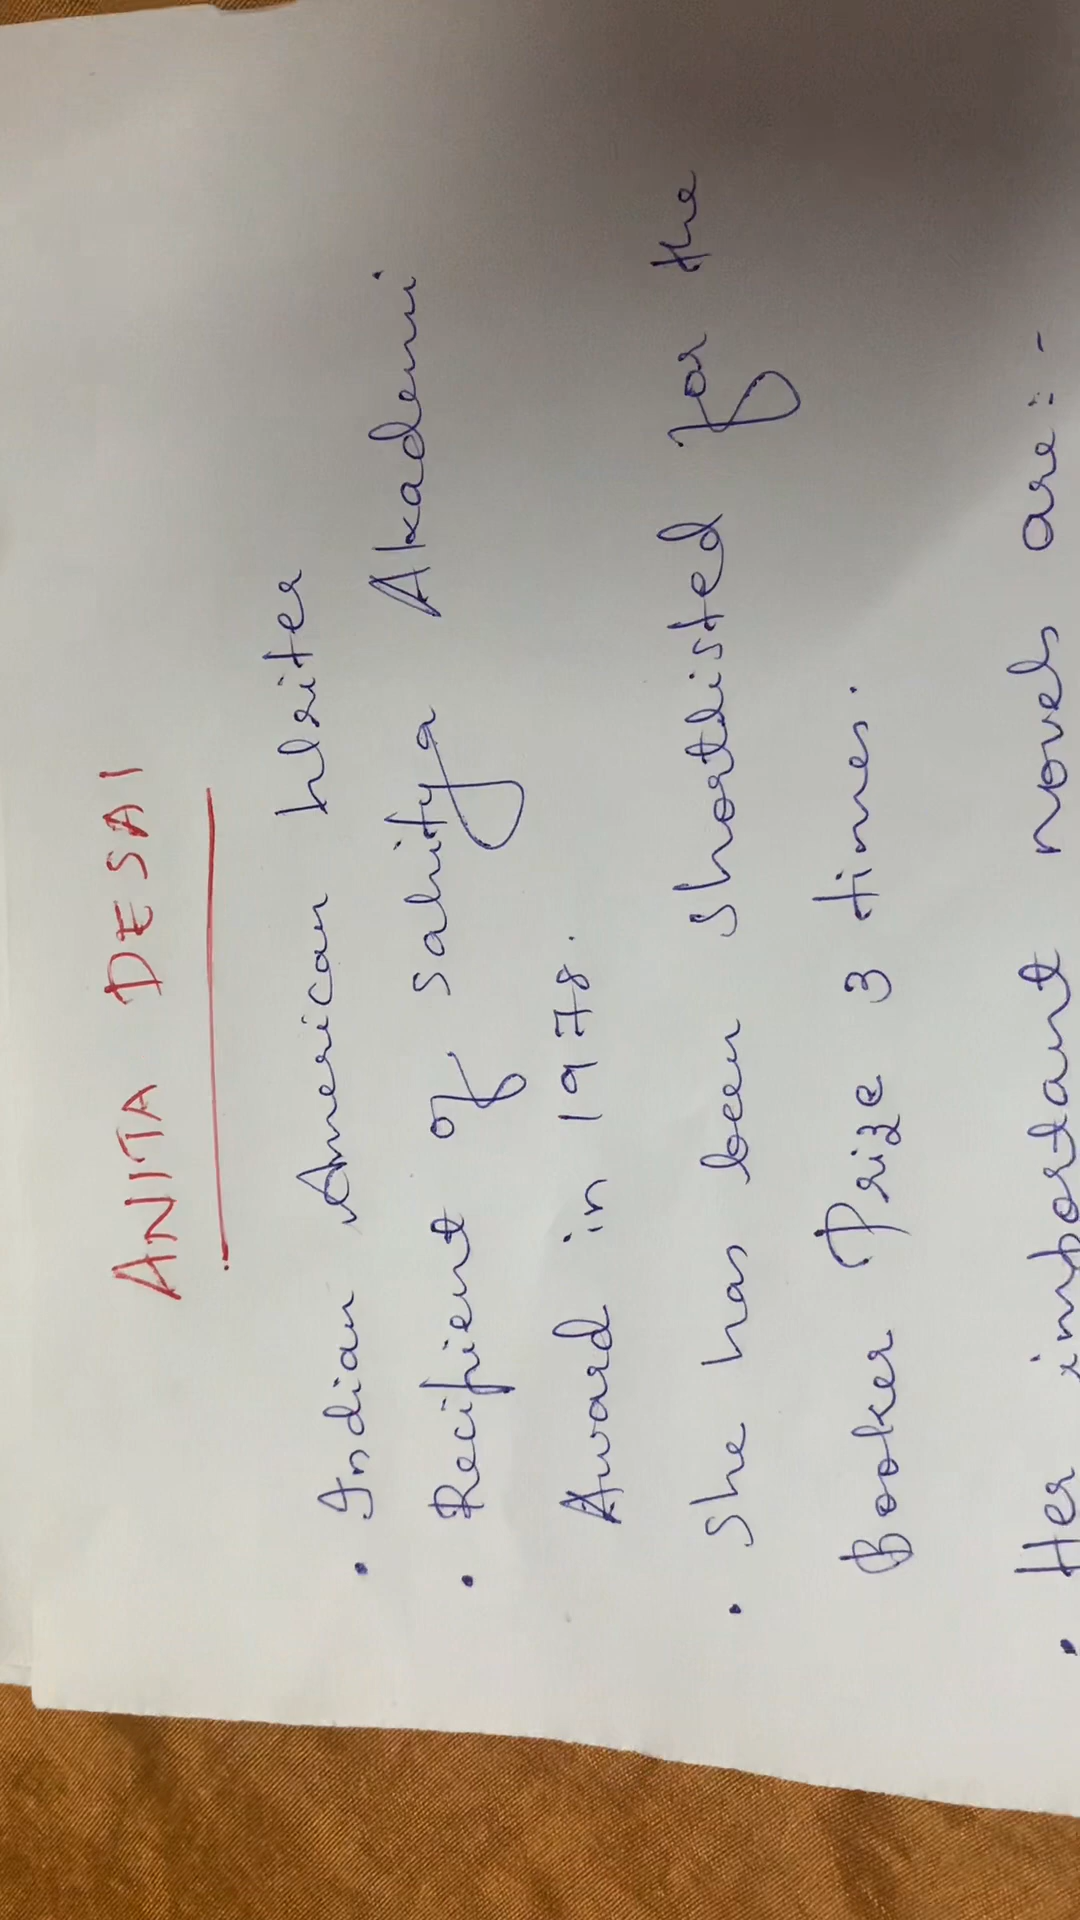 ANITA DESAI
• Indian American Writer
• Recipient of Sahitya Akademi
Award in 1978.
• She has been shortlisted for the
Booker Prize 3 times.
• Her important novels are:-